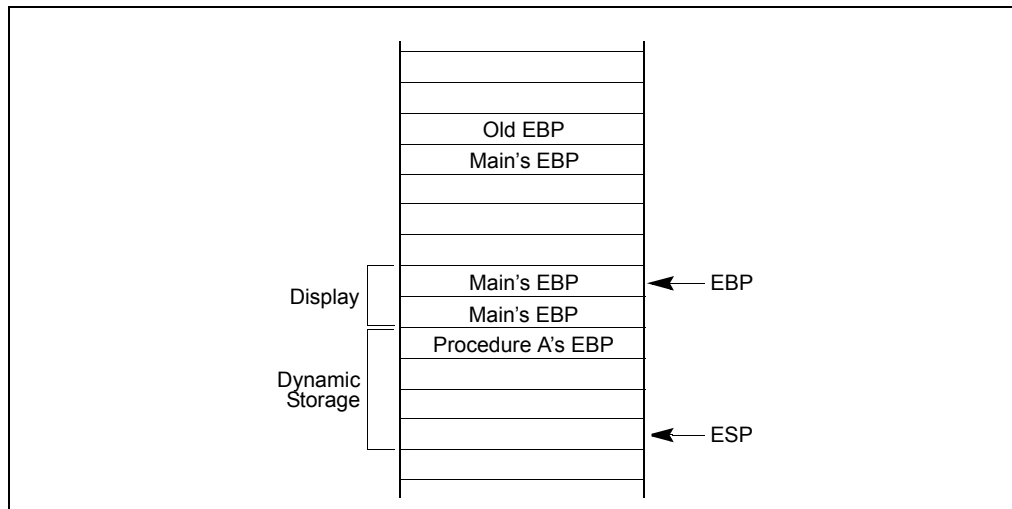 Old EBP
Main's EBP
Display
Main's EBP
EBP
Main's EBP
Procedure A's EBP
Dynamic
Storage
ESP